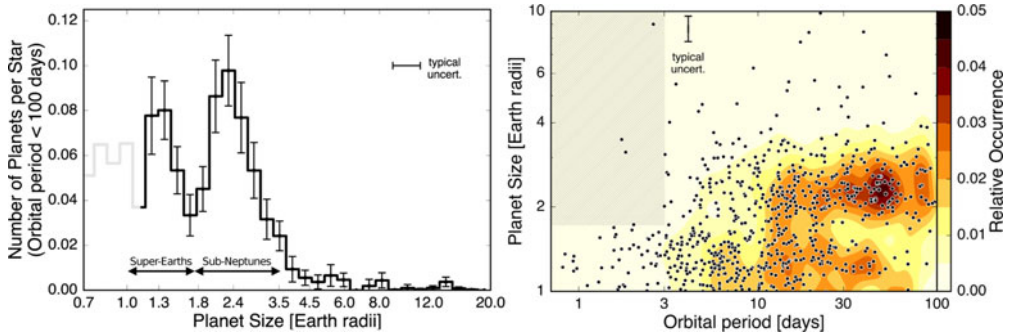 Number of Planets per Star
(Orbital period < 100 days)
0.12
0.10
0.08
0.06
0.04
0.02
0.00
typical
uncert.
Super-Earths
Sub-Neptunes
0.7 1.0 1.3 1.8 2.4 3.5 4.5 6.0 8.0 12.0 20.0
Planet Size [Earth radii]
Planet Size [Earth radii]
10
6
4
2
1
typical
uncert.
1 3 10 30 100
Orbital period [days]
0.05
0.04
0.03
0.02
0.01
0.00
Relative Occurrence